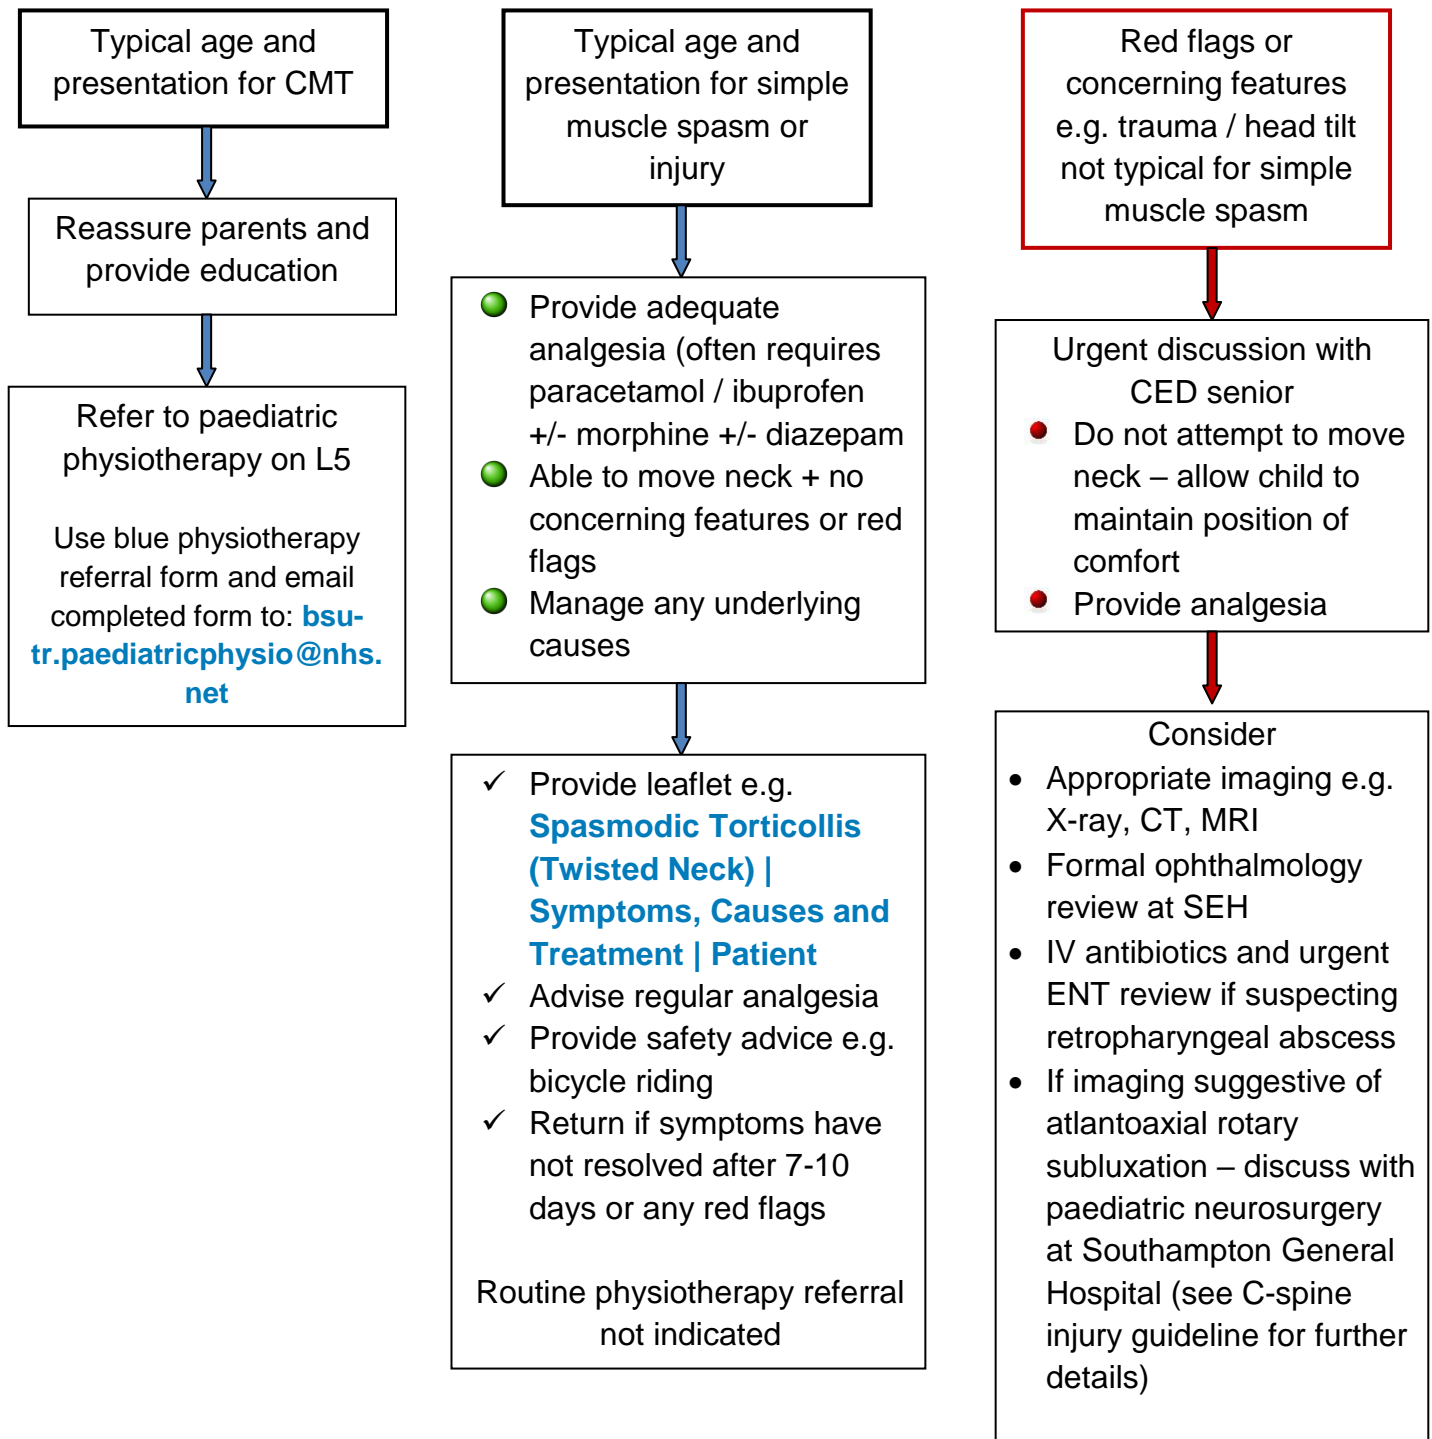 Typical age and
presentation for CMT
Reassure parents and
provide education
Refer to paediatric
physiotherapy on L5
Use blue physiotherapy
referral form and email
completed form to: bsu-
tr.paediatricphysio@nhs.
net
Typical age and
presentation for simple
muscle spasm or
injury
Provide adequate
analgesia (often requires
paracetamol / ibuprofen
+/- morphine +/- diazepam
Able to move neck + no
concerning features or red
flags
Manage any underlying
causes
✓ Provide leaflet e.g.
Spasmodic Torticollis
(Twisted Neck) |
Symptoms, Causes and
Treatment | Patient
✓ Advise regular analgesia
✓ Provide safety advice e.g.
bicycle riding
✓ Return if symptoms have
not resolved after 7-10
days or any red flags
Routine physiotherapy referral
not indicated
Red flags or
concerning features
e.g. trauma / head tilt
not typical for simple
muscle spasm
Urgent discussion with
CED senior
• Do not attempt to move
neck – allow child to
maintain position of
comfort
• Provide analgesia
Consider
• Appropriate imaging e.g.
X-ray, CT, MRI
• Formal ophthalmology
review at SEH
• IV antibiotics and urgent
ENT review if suspecting
retropharyngeal abscess
• If imaging suggestive of
atlantoaxial rotary
subluxation – discuss with
paediatric neurosurgery
at Southampton General
Hospital (see C-spine
injury guideline for further
details)